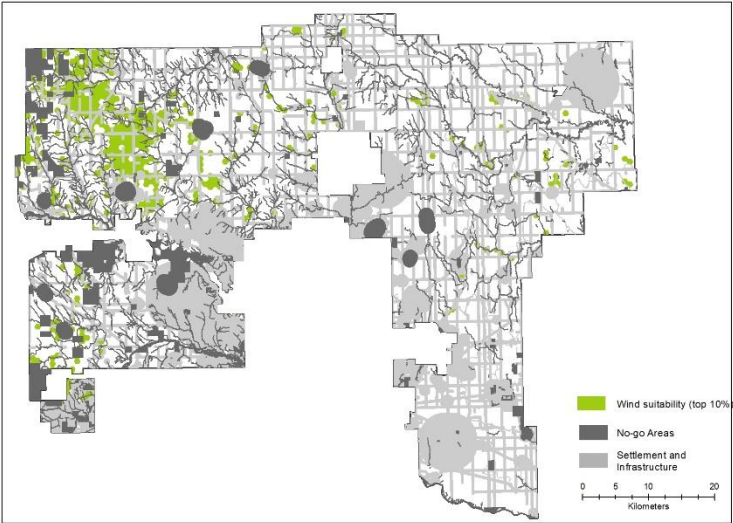 Wind suitability (top 10%)
No-go Areas
Settlement and
Infrastructure
0 5 10 20
Kilometers